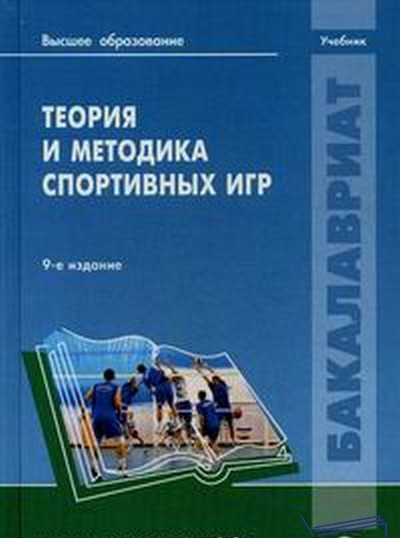 Высшее образование
Учебник
ТЕОРИЯ
И МЕТОДИКА
СПОРТИВНЫХ ИГР
9-е издание
БАКАЛАВРИАТ